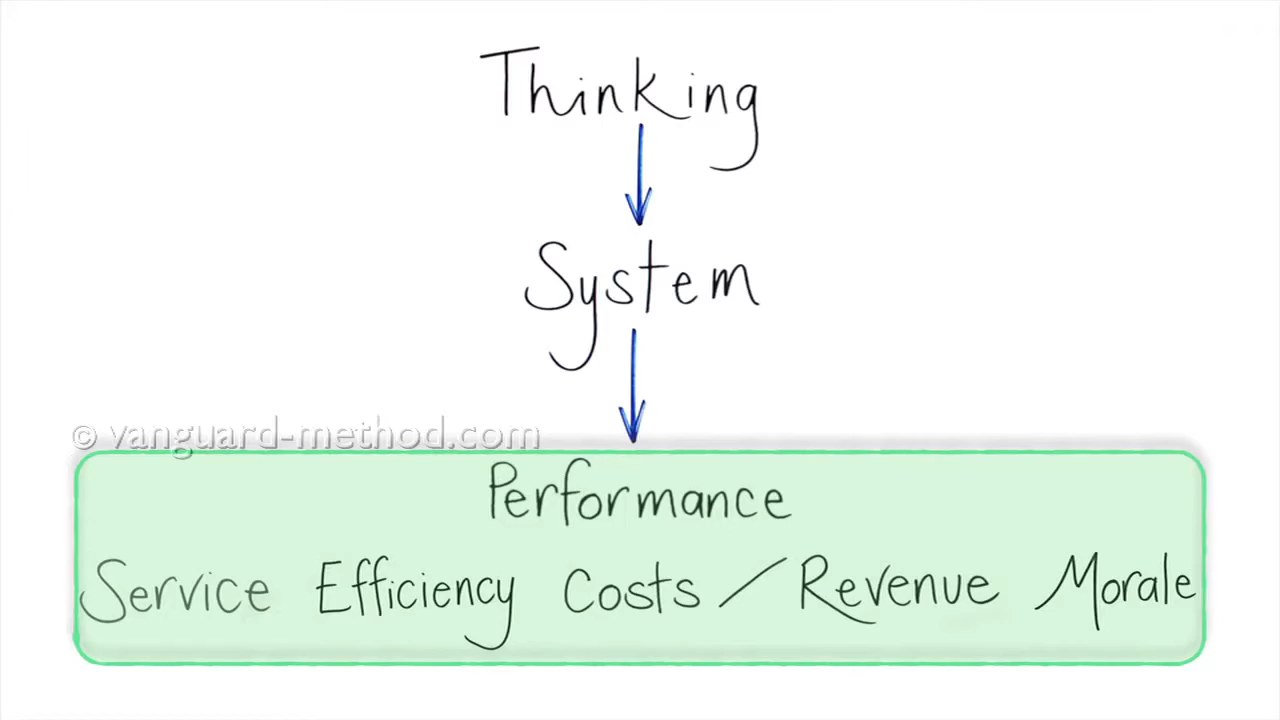 Thinking
System
© vanguard-method.com
Performance
Service Efficiency Costs / Revenue Morale